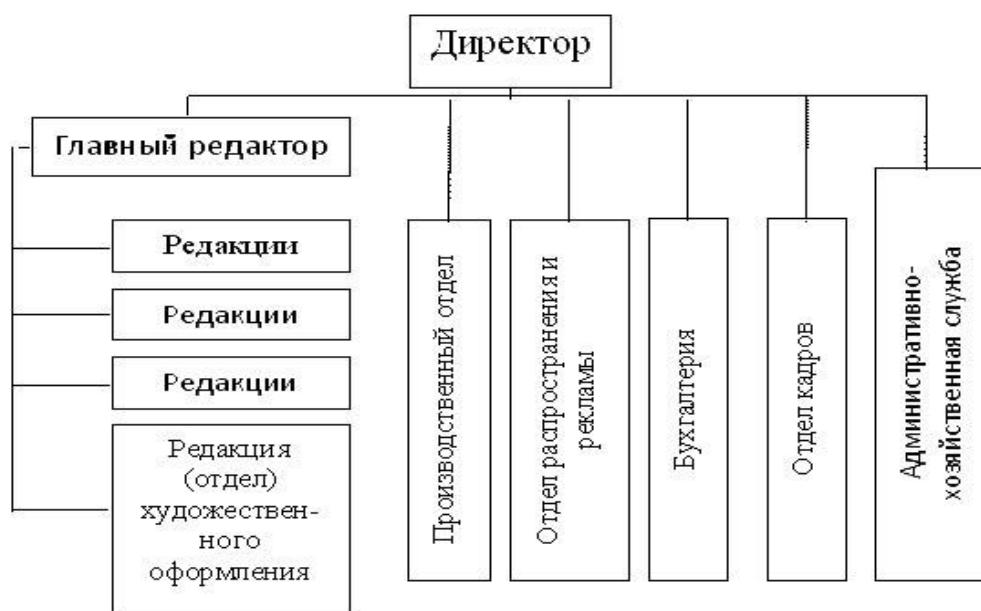 Директор
Главный редактор
Редакции
Редакции
Редакции
Редакция
(отдел)
художествен-
ного
оформления
Производственный отдел
Отдел распространения и
рекламы
Бухгалтерия
Отдел кадров
Административно-
хозяйственная служба